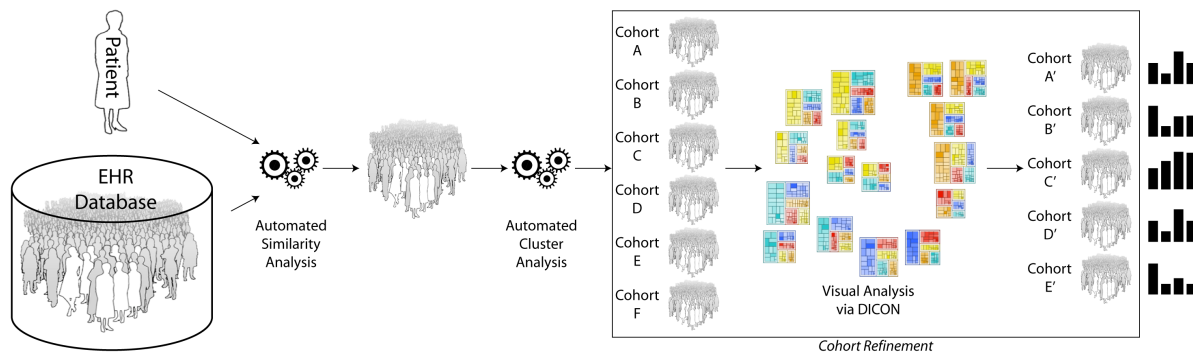 Patient
EHR
Database
Automated
Similarity
Analysis
Automated
Cluster
Analysis
Cohort
A
Cohort
B
Cohort
C
Cohort
D
Cohort
E
Cohort
F
Visual Analysis
via DICON
Cohort
A'
Cohort
B'
Cohort
C'
Cohort
D'
Cohort
E'
Cohort Refinement